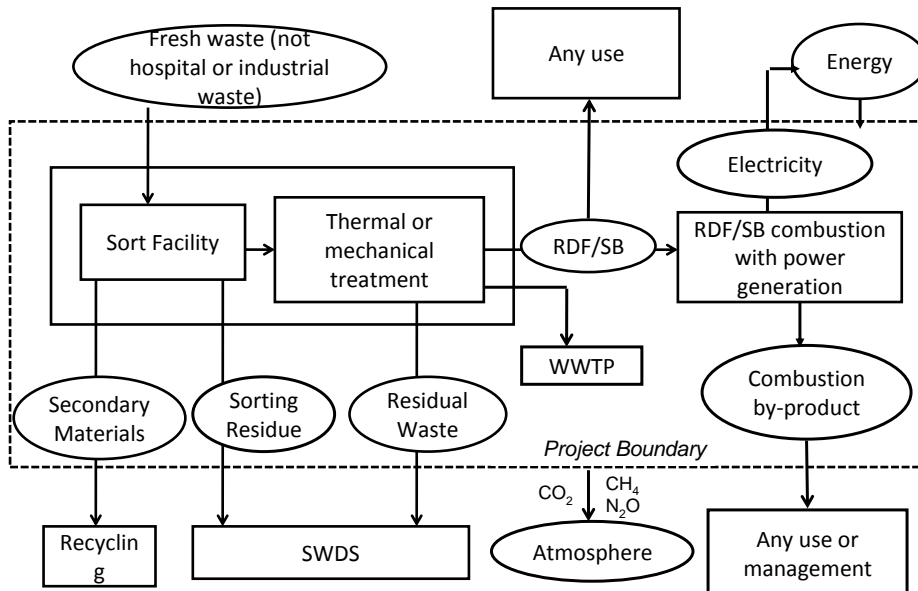 Fresh waste (not
hospital or industrial
waste)
Any use
Energy
Electricity
Sort Facility
Thermal or
mechanical
treatment
RDF/SB
RDF/SB combustion
with power
generation
WWTP
Secondary
Materials
Sorting
Residue
Residual
Waste
Combustion
by-product
Project Boundary
CO₂
CH₄
N₂O
Recyclin
g
SWDS
Atmosphere
Any use or
management